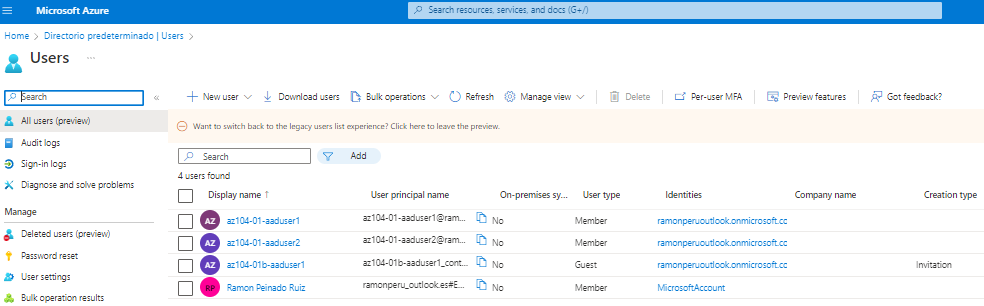 Microsoft Azure
Search resources, services, and docs (G+/)
Home > Directorio predeterminado | Users >
Users ...
Search «
New user Download users Bulk operations Refresh Manage view Delete Per-user MFA Preview features Got feedback?
All users (preview)
Audit logs
Sign-in logs
Diagnose and solve problems
Manage
Deleted users (preview)
Password reset
User settings
Bulk operation results
Want to switch back to the legacy users list experience? Click here to leave the preview.
Search Add
4 users found
Display name ↑ User principal name On-premises sy... User type Identities Company name Creation type
AZ az104-01-aaduser1 az104-01-aaduser1@ram... No Member ramonperuoutlook.onmicrosoft.cc
AZ az104-01-aaduser2 az104-01-aaduser2@ram... No Member ramonperuoutlook.onmicrosoft.cc
AZ az104-01b-aaduser1 az104-01b-aaduser1_cont... No Guest ramonperuoutlook.onmicrosoft.cc Invitation
RP Ramon Peinado Ruiz ramonperu_outlook.es#E... No Member MicrosoftAccount